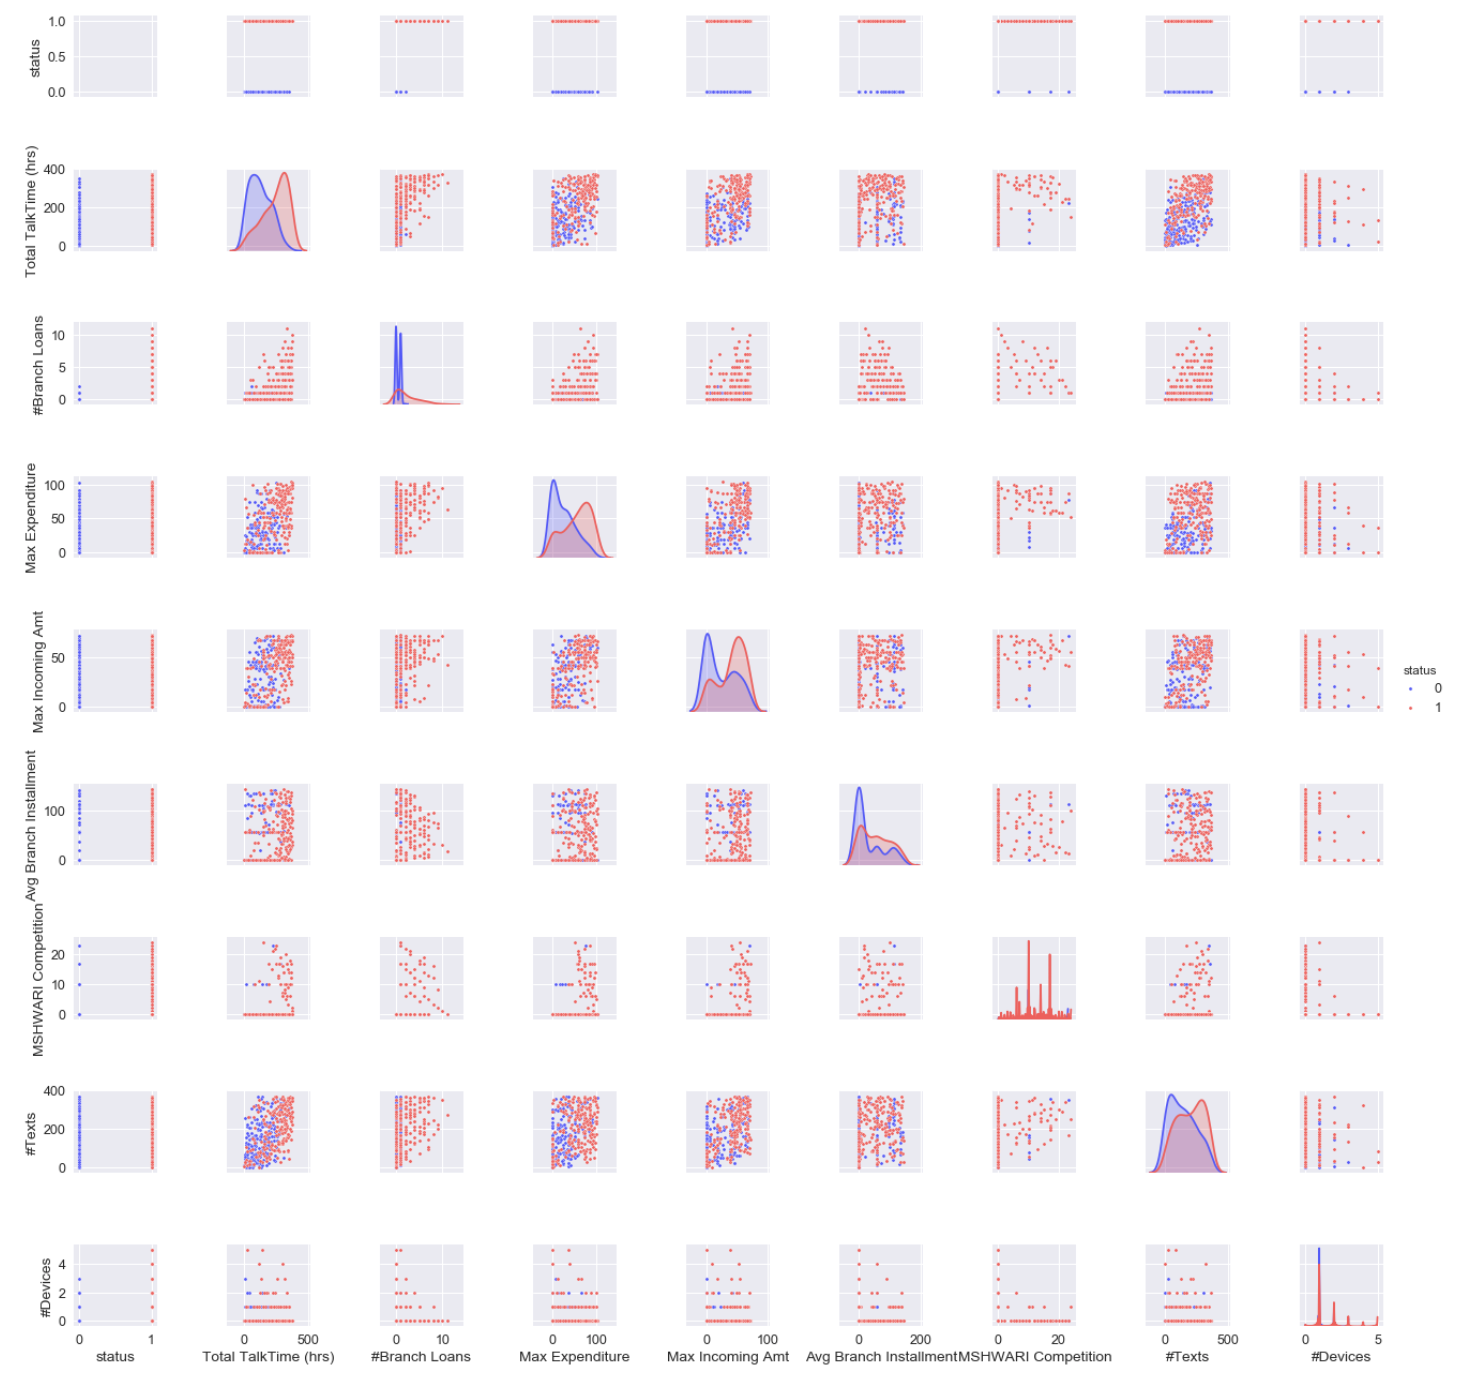 1.0
0.5
0.0
status
400
200
0
Total TalkTime (hrs)
10
5
0
#Branch Loans
100
50
0
Max Expenditure
50
0
Max Incoming Amt
status
0
1
100
0
Avg Branch Installment
20
10
0
MSHWARI Competition
400
200
0
#Texts
4
2
0
#Devices
0 1 0 500 0 10 0 100 0 100 0 200 0 20 0 500 0 5
status Total TalkTime (hrs) #Branch Loans Max Expenditure Max Incoming Amt Avg Branch Installment MSHWARI Competition #Texts #Devices